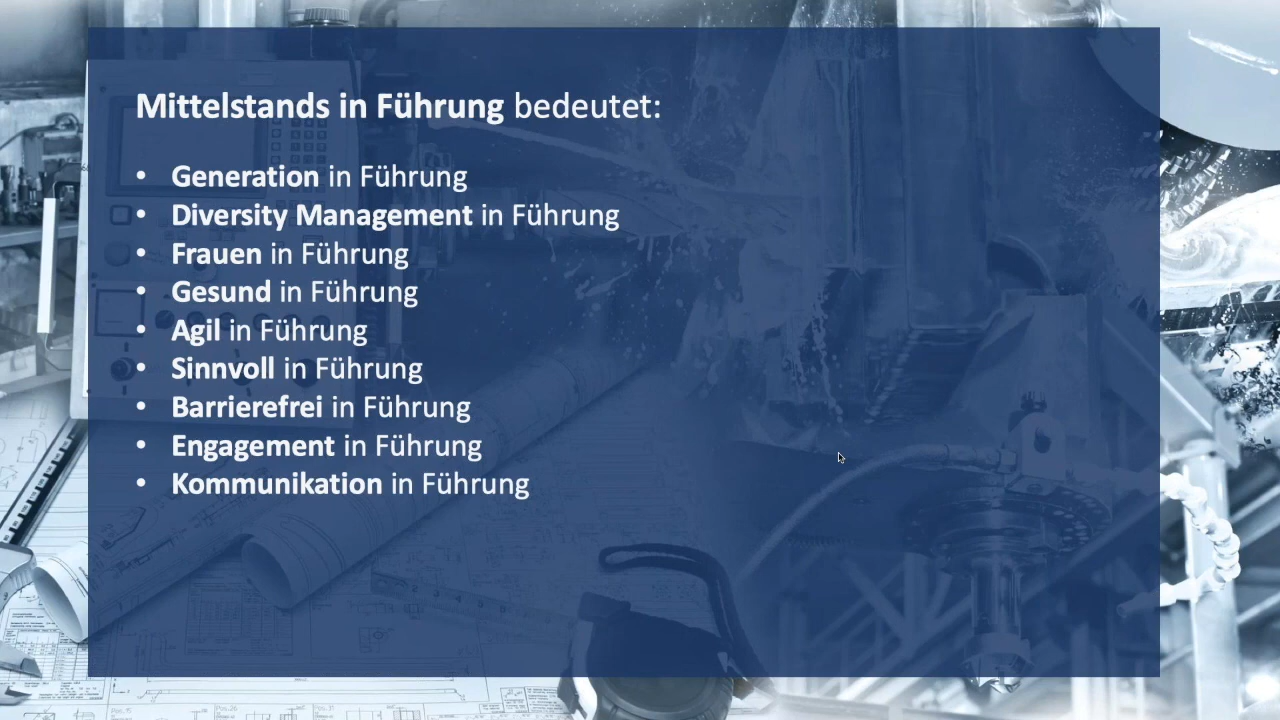 Mittelstands in Führung bedeutet:
• Generation in Führung
• Diversity Management in Führung
• Frauen in Führung
• Gesund in Führung
• Agil in Führung
• Sinnvoll in Führung
• Barrierefrei in Führung
• Engagement in Führung
• Kommunikation in Führung